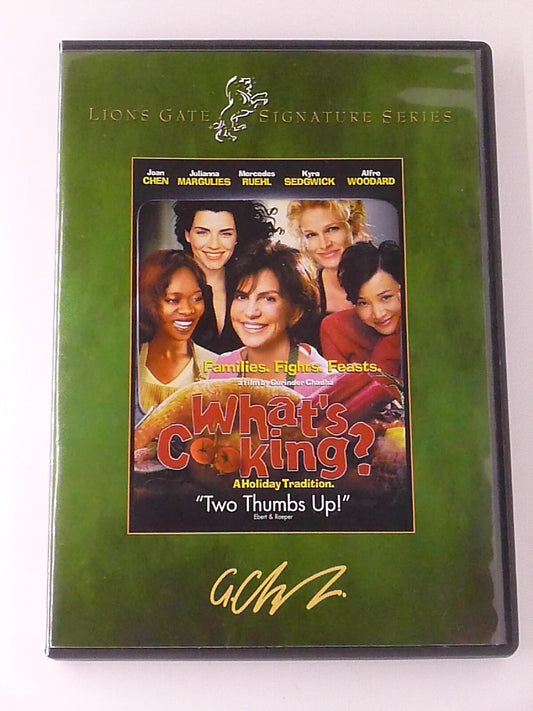 LIONS GATE SIGNATURE SERIES
Joan CHEN Julianna MARGULIES Mercedes RUEHL Kyra SEDGWICK Alfre WOODARD
Families. Fights. Feasts.
a film by Gurinder Chadha
What's
Cooking?
A Holiday Tradition.
"Two Thumbs Up!"
Ebert & Roeper